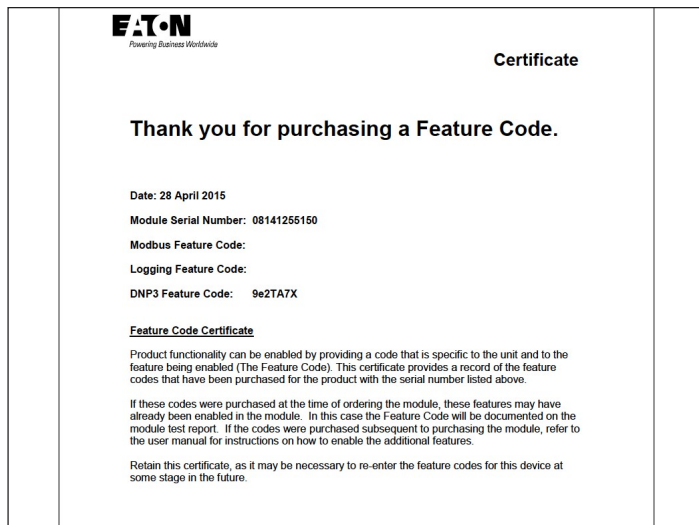 EATON
Powering Business Worldwide
Certificate
Thank you for purchasing a Feature Code.
Date: 28 April 2015
Module Serial Number: 08141255150
Modbus Feature Code:
Logging Feature Code:
DNP3 Feature Code: 9e2TA7X
Feature Code Certificate
Product functionality can be enabled by providing a code that is specific to the unit and to the
feature being enabled (The Feature Code). This certificate provides a record of the feature
codes that have been purchased for the product with the serial number listed above.
If these codes were purchased at the time of ordering the module, these features may have
already been enabled in the module. In this case the Feature Code will be documented on the
module test report. If the codes were purchased subsequent to purchasing the module, refer to
the user manual for instructions on how to enable the additional features.
Retain this certificate, as it may be necessary to re-enter the feature codes for this device at
some stage in the future.